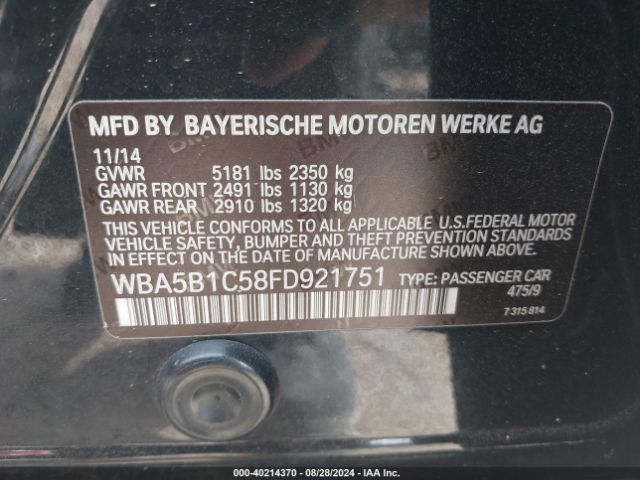 MFD BY BAYERISCHE MOTOREN WERKE AG
11/14
GVWR 5181 lbs 2350 kg
GAWR FRONT 2491 lbs 1130 kg
GAWR REAR 2910 lbs 1320 kg
THIS VEHICLE CONFORMS TO ALL APPLICABLE U.S.FEDERAL MOTOR
VEHICLE SAFETY, BUMPER AND THEFT PREVENTION STANDARDS
IN EFFECT ON THE DATE OF MANUFACTURE SHOWN ABOVE.
WBA5B1C58FD921751 TYPE: PASSENGER CAR
475/9
7 315 814
000-40214370 - 08/28/2024 - IAA Inc.